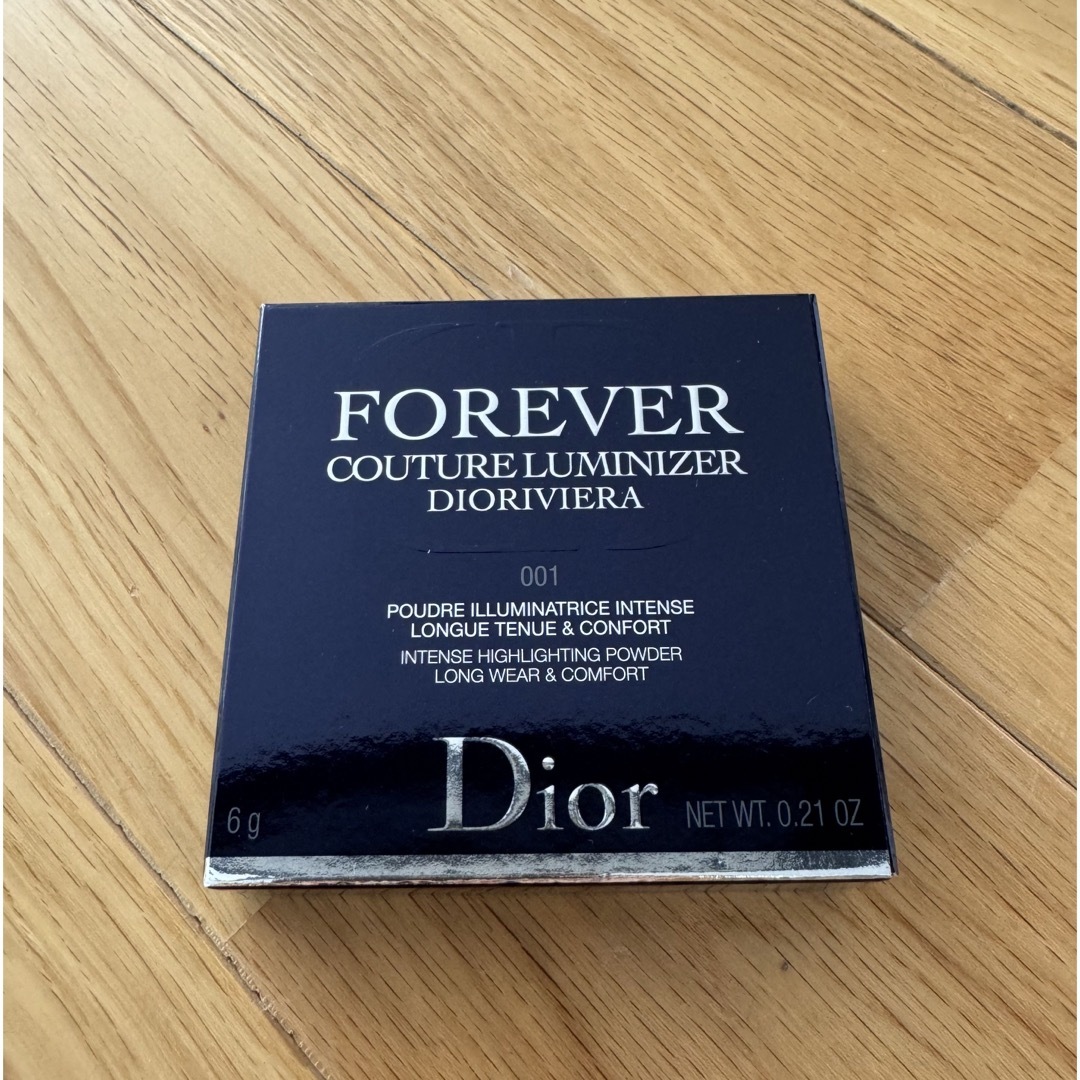 FOREVER
COUTURE LUMINIZER
DIORIVIERA
001
POUDRE ILLUMINATRICE INTENSE
LONGUE TENUE & CONFORT
INTENSE HIGHLIGHTING POWDER
LONG WEAR & COMFORT
Dior
6 g
NET WT. 0.21 OZ